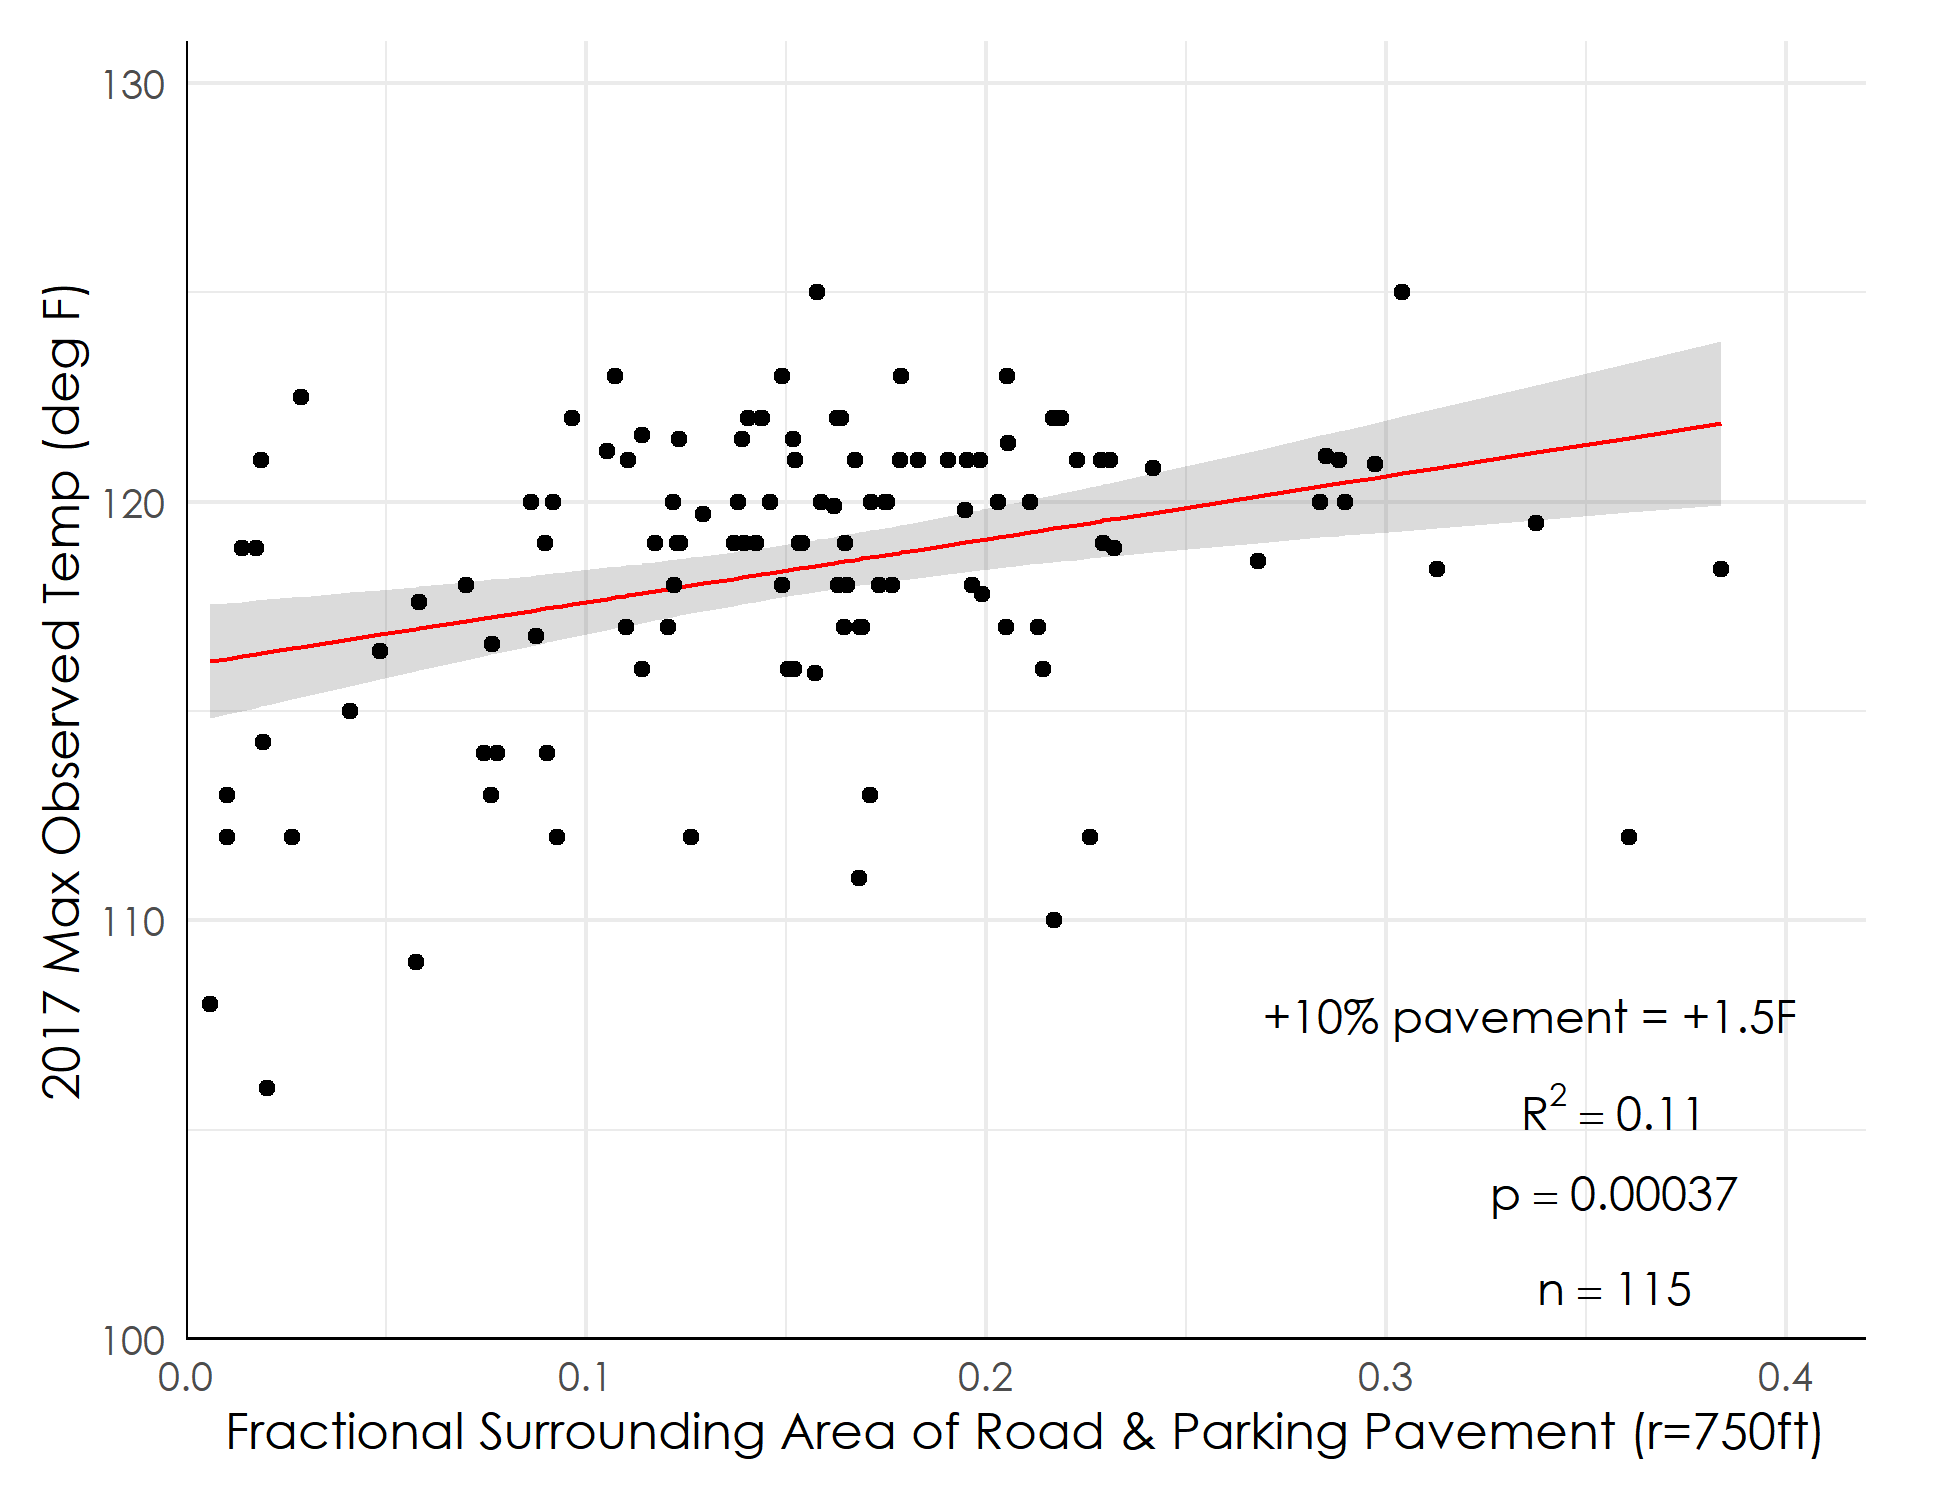 130
120
110
100
2017 Max Observed Temp (deg F)
+10% pavement = +1.5F
R² = 0.11
p = 0.00037
n = 115
0.0 0.1 0.2 0.3 0.4
Fractional Surrounding Area of Road & Parking Pavement (r=750ft)